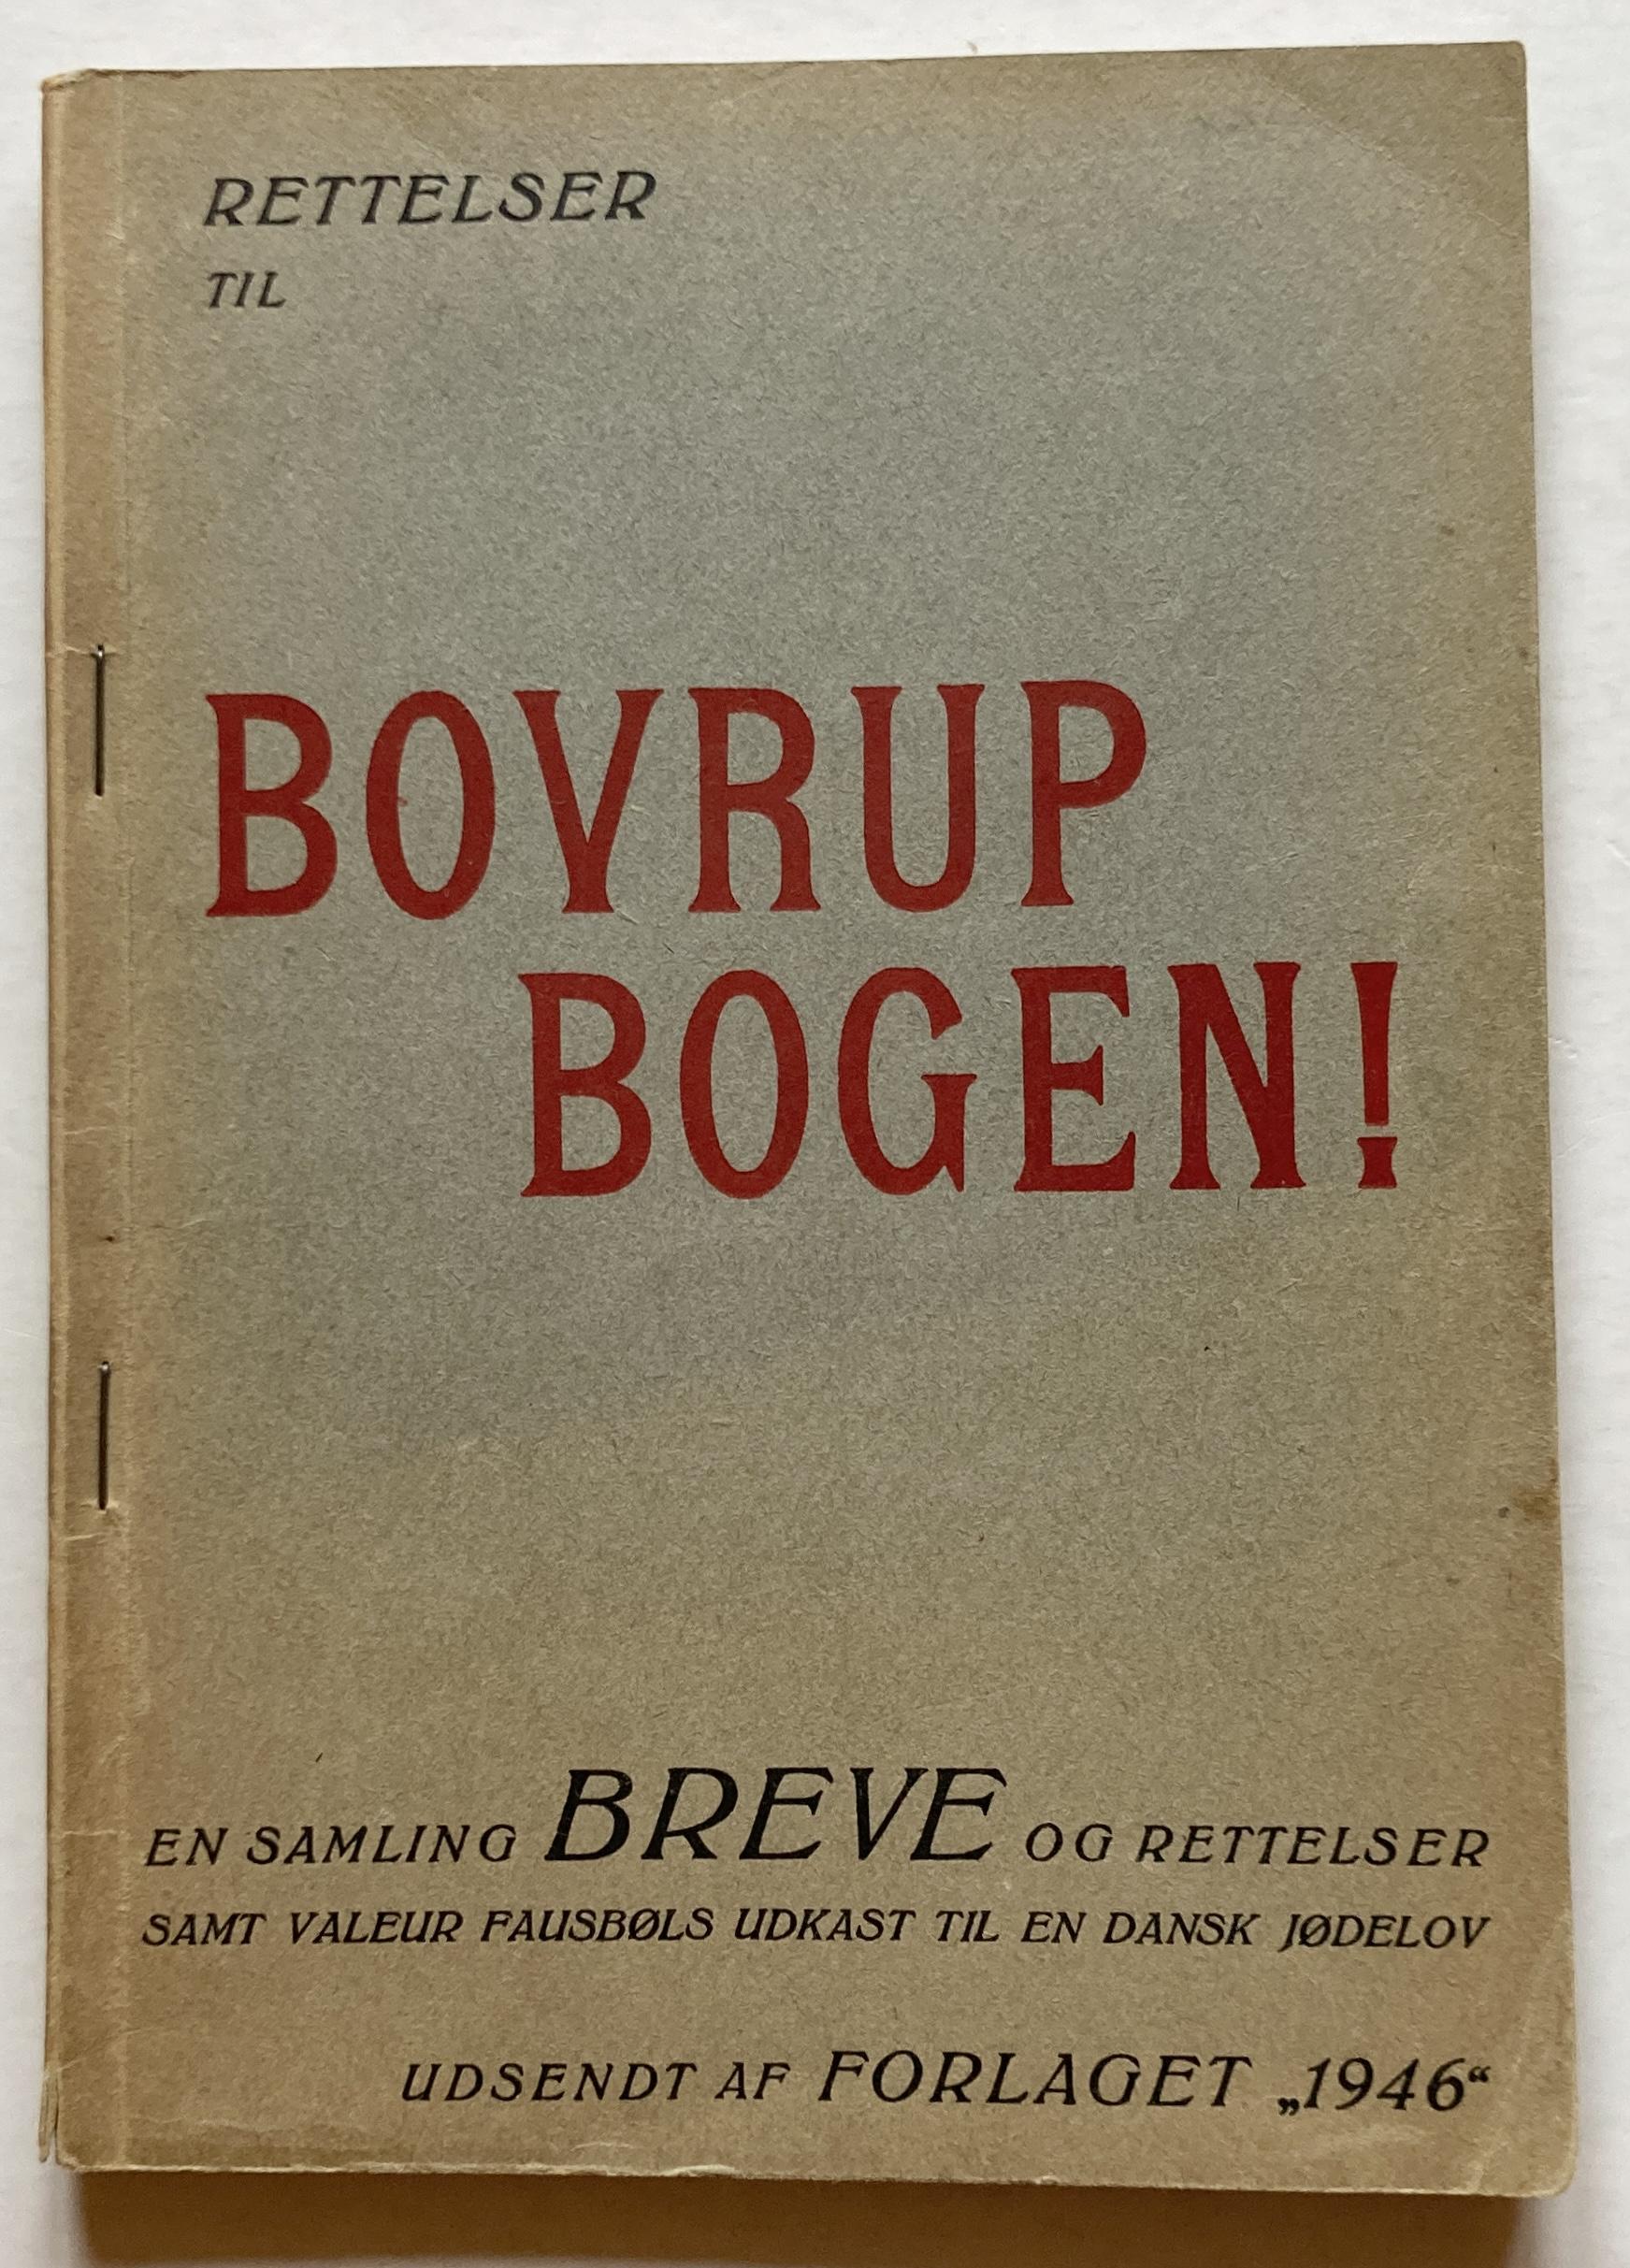 RETTELSER
TIL
BOVRUP
BOGEN!
EN SAMLING BREVE OG RETTELSER
SAMT VALEUR FAUSBØLS UDKAST TIL EN DANSK JØDELOV
UDSENDT AF FORLAGET „1946“